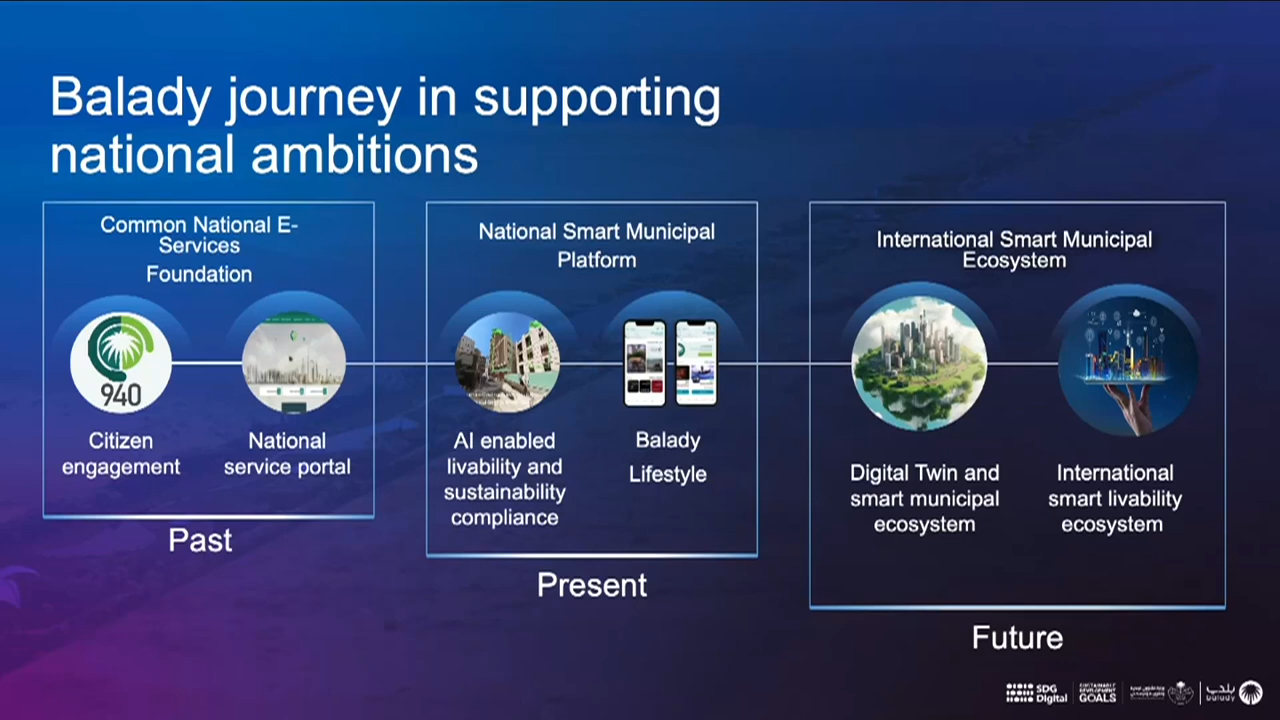 Balady journey in supporting
national ambitions
Common National E-
Services
Foundation
940
Citizen
engagement
National
service portal
Past
National Smart Municipal
Platform
AI enabled
livability and
sustainability
compliance
Balady
Lifestyle
Present
International Smart Municipal
Ecosystem
Digital Twin and
smart municipal
ecosystem
International
smart livability
ecosystem
Future
SDG
Digital
SUSTAINABLE
DEVELOPMENT
GOALS
بلدي
balady